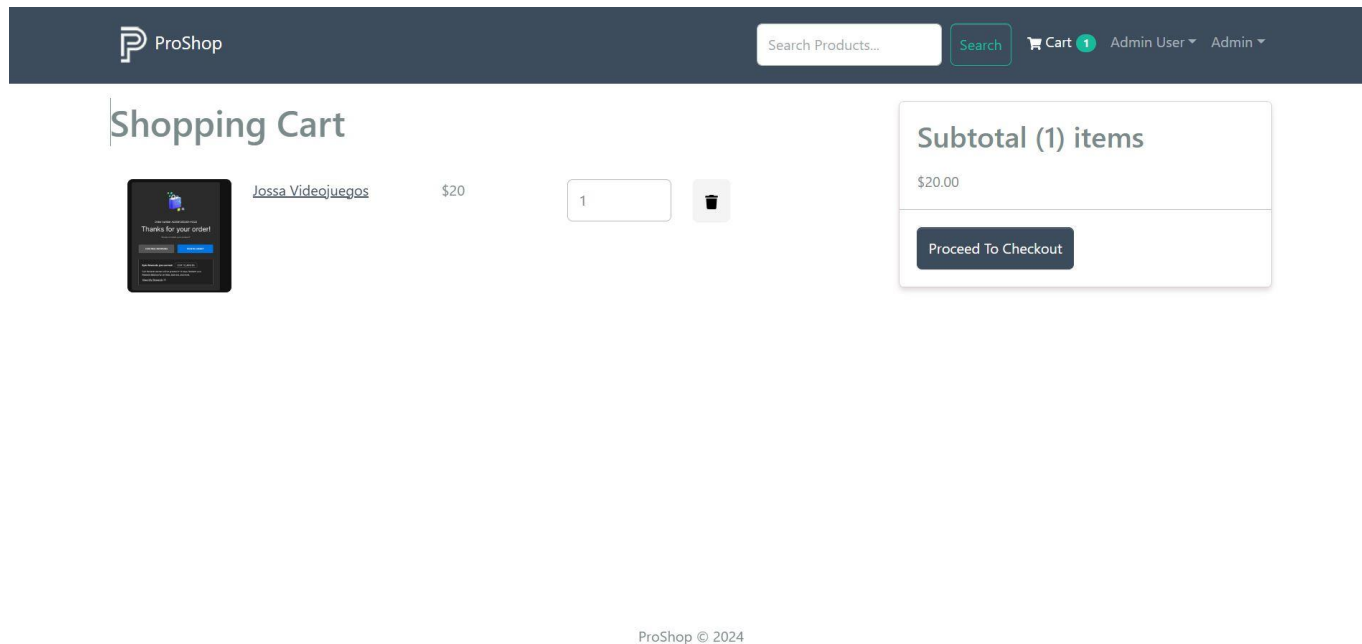 ProShop
Search Products...
Search
Cart 1
Admin User
Admin
Shopping Cart
Jossa Videojuegos
$20
1
Thanks for your order!
Subtotal (1) items
$20.00
Proceed To Checkout
ProShop © 2024